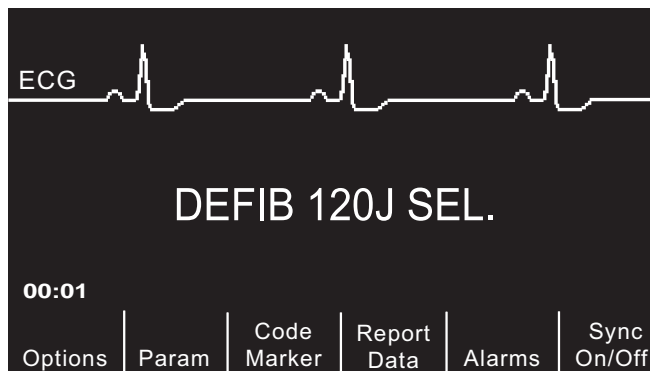 ECG
DEFIB 120J SEL.
00:01
Options Param Code Marker Report Data Alarms Sync On/Off